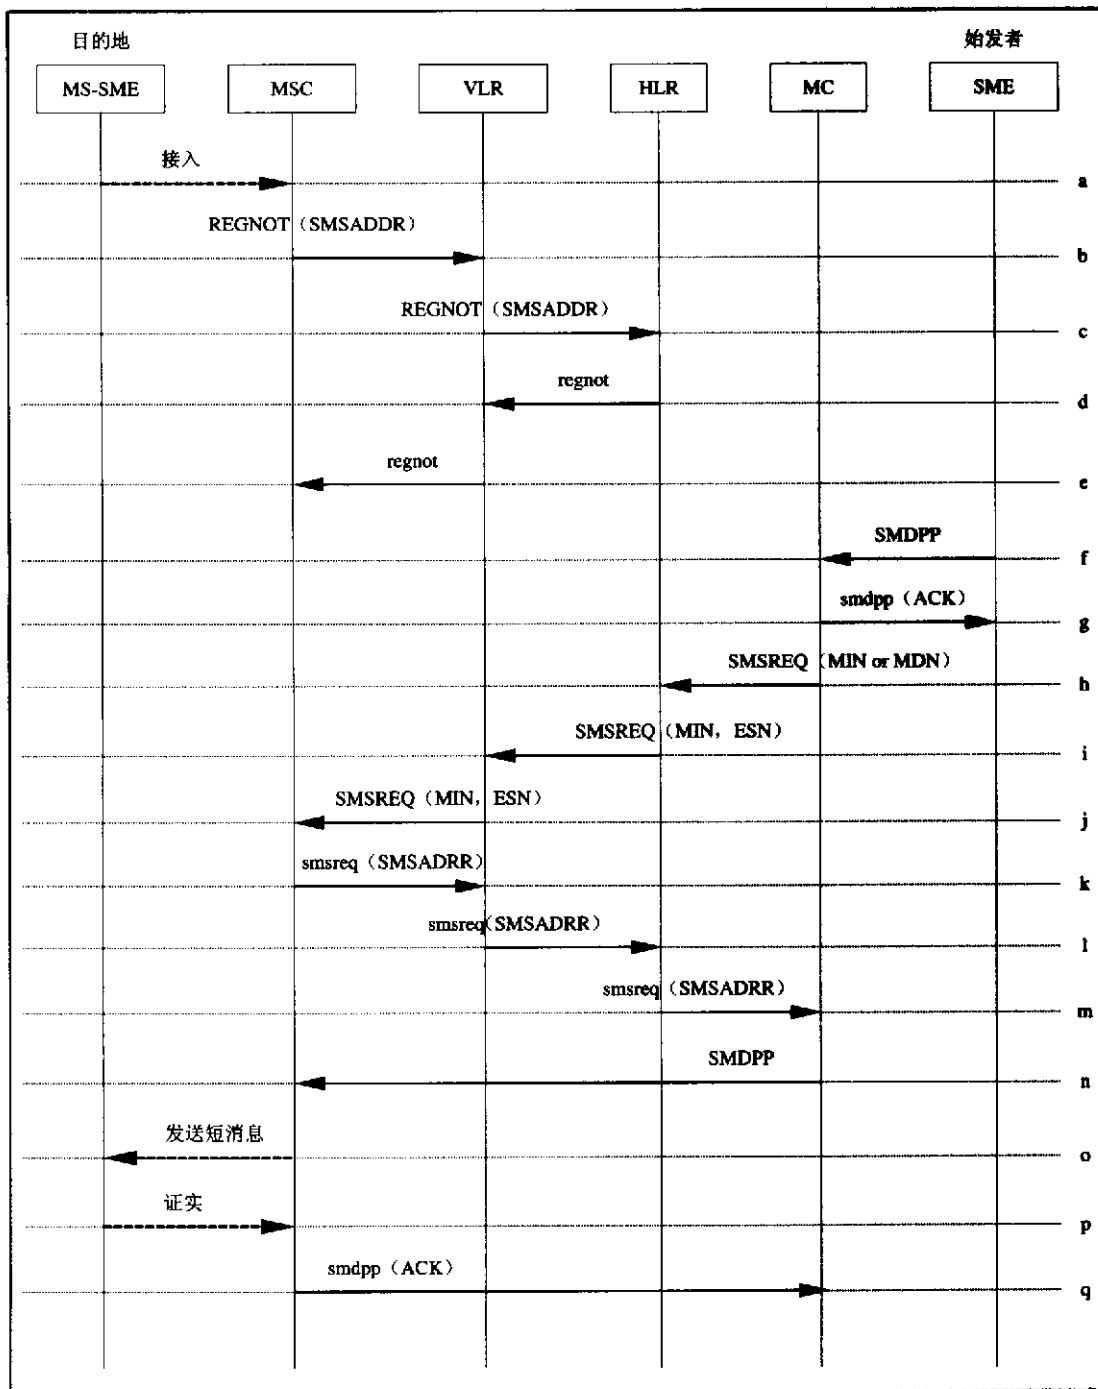 目的地 始发者
MS-SME MSC VLR HLR MC SME
接入
a
REGNOT（SMSADDR）
b
REGNOT（SMSADDR）
c
regnot
d
regnot
e
SMDPP
f
smdpp（ACK）
g
SMSREQ（MIN or MDN）
h
SMSREQ（MIN，ESN）
i
SMSREQ（MIN，ESN）
j
smsreq（SMSADRR）
k
smsreq(SMSADRR)
l
smsreq（SMSADRR）
m
SMDPP
n
发送短消息
o
证实
p
smdpp（ACK）
q